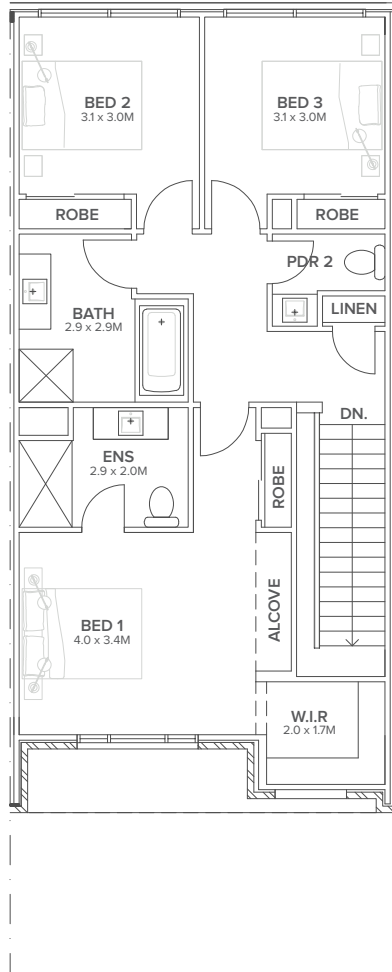 BED 2
3.1 x 3.0M
BED 3
3.1 x 3.0M
ROBE
ROBE
PDR 2
BATH
2.9 x 2.9M
LINEN
DN.
ENS
2.9 x 2.0M
ROBE
ALCOVE
BED 1
4.0 x 3.4M
W.I.R
2.0 x 1.7M